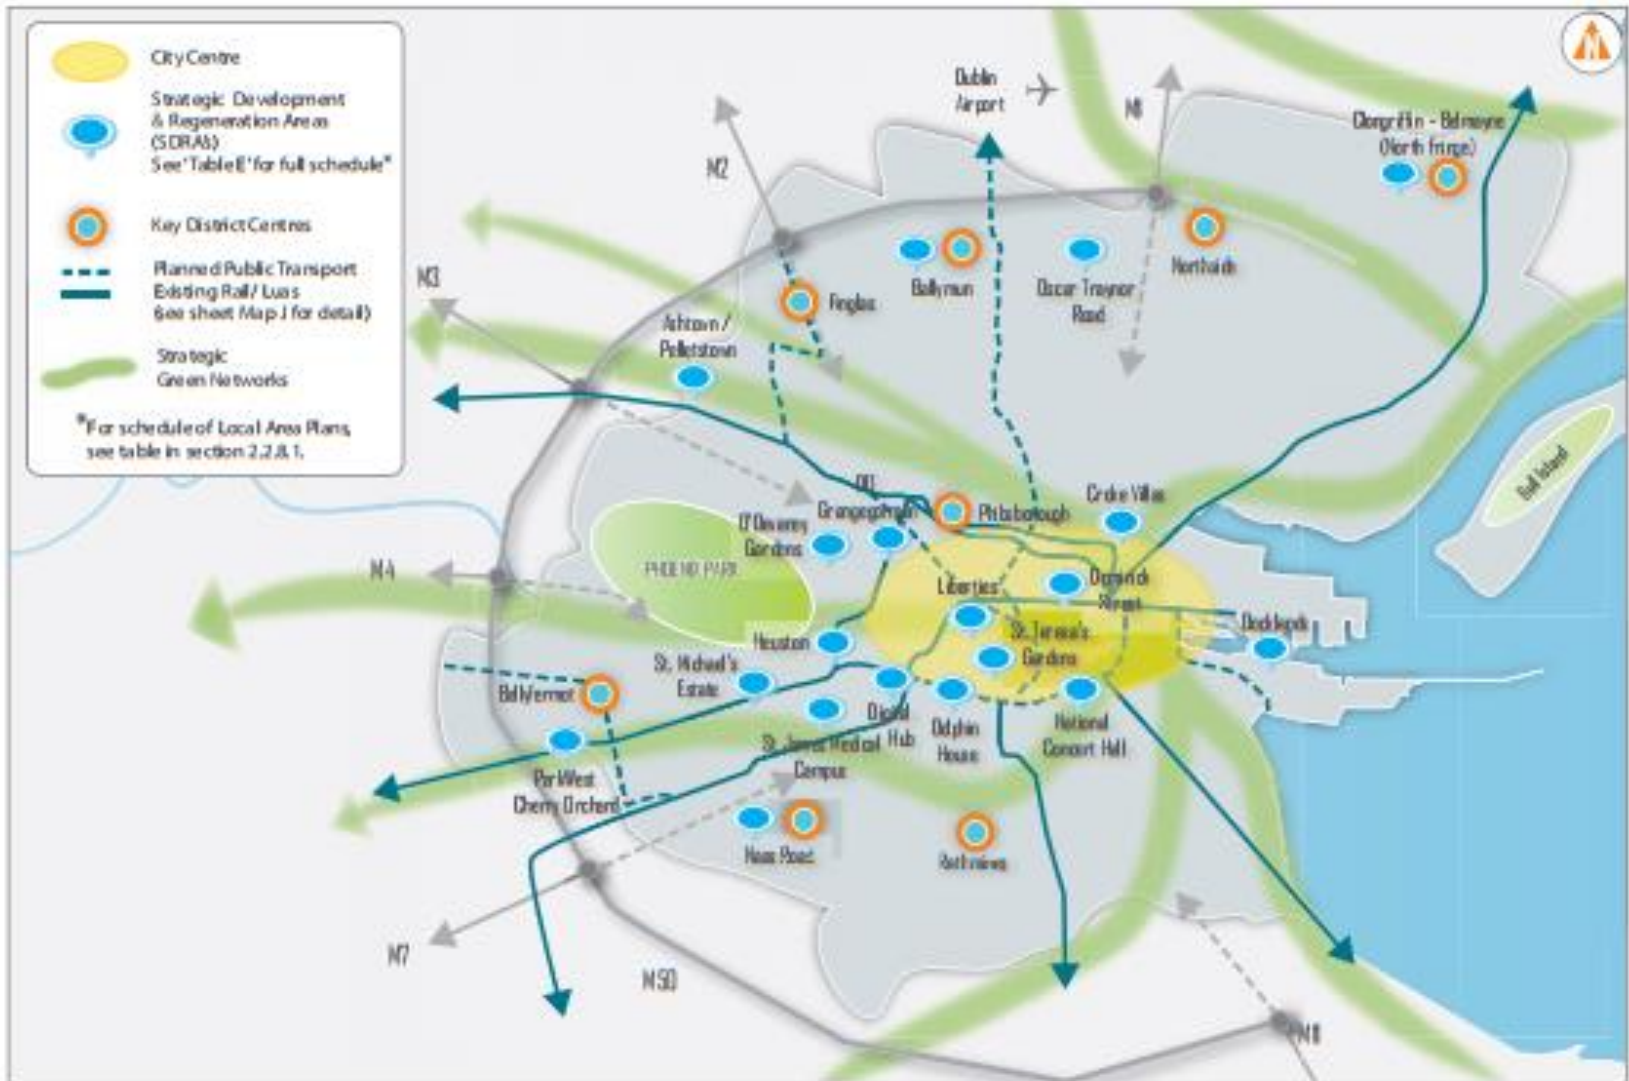 City Centre
Strategic Development
& Regeneration Areas
(SDRAs)
See 'Table E' for full schedule*
Key District Centres
Planned Public Transport
Existing Rail/ Luas
(see sheet Map J for detail)
Strategic
Green Networks
*For schedule of Local Area Plans,
see table in section 2.2.8.1.
N
Dublin
Airport
M1
M2
M3
Clongriffin - Belmayne
(North Fringe)
Northside
Ballymun
Oscar Traynor
Road
Finglas
Ashtown /
Pelletstown
Bull Island
Croke Villas
Phibsborough
Grangegorman
O'Devaney
Gardens
PHOENIX PARK
M4
Liberties
Dominick
Street
Docklands
St. Teresa's
Gardens
Heuston
St. Michael's
Estate
Ballyfermot
Digital
Hub
Dolphin
House
National
Concert Hall
St. James Medical
Campus
ParkWest
Cherry Orchard
Naas Road
Rathmines
M7
M50